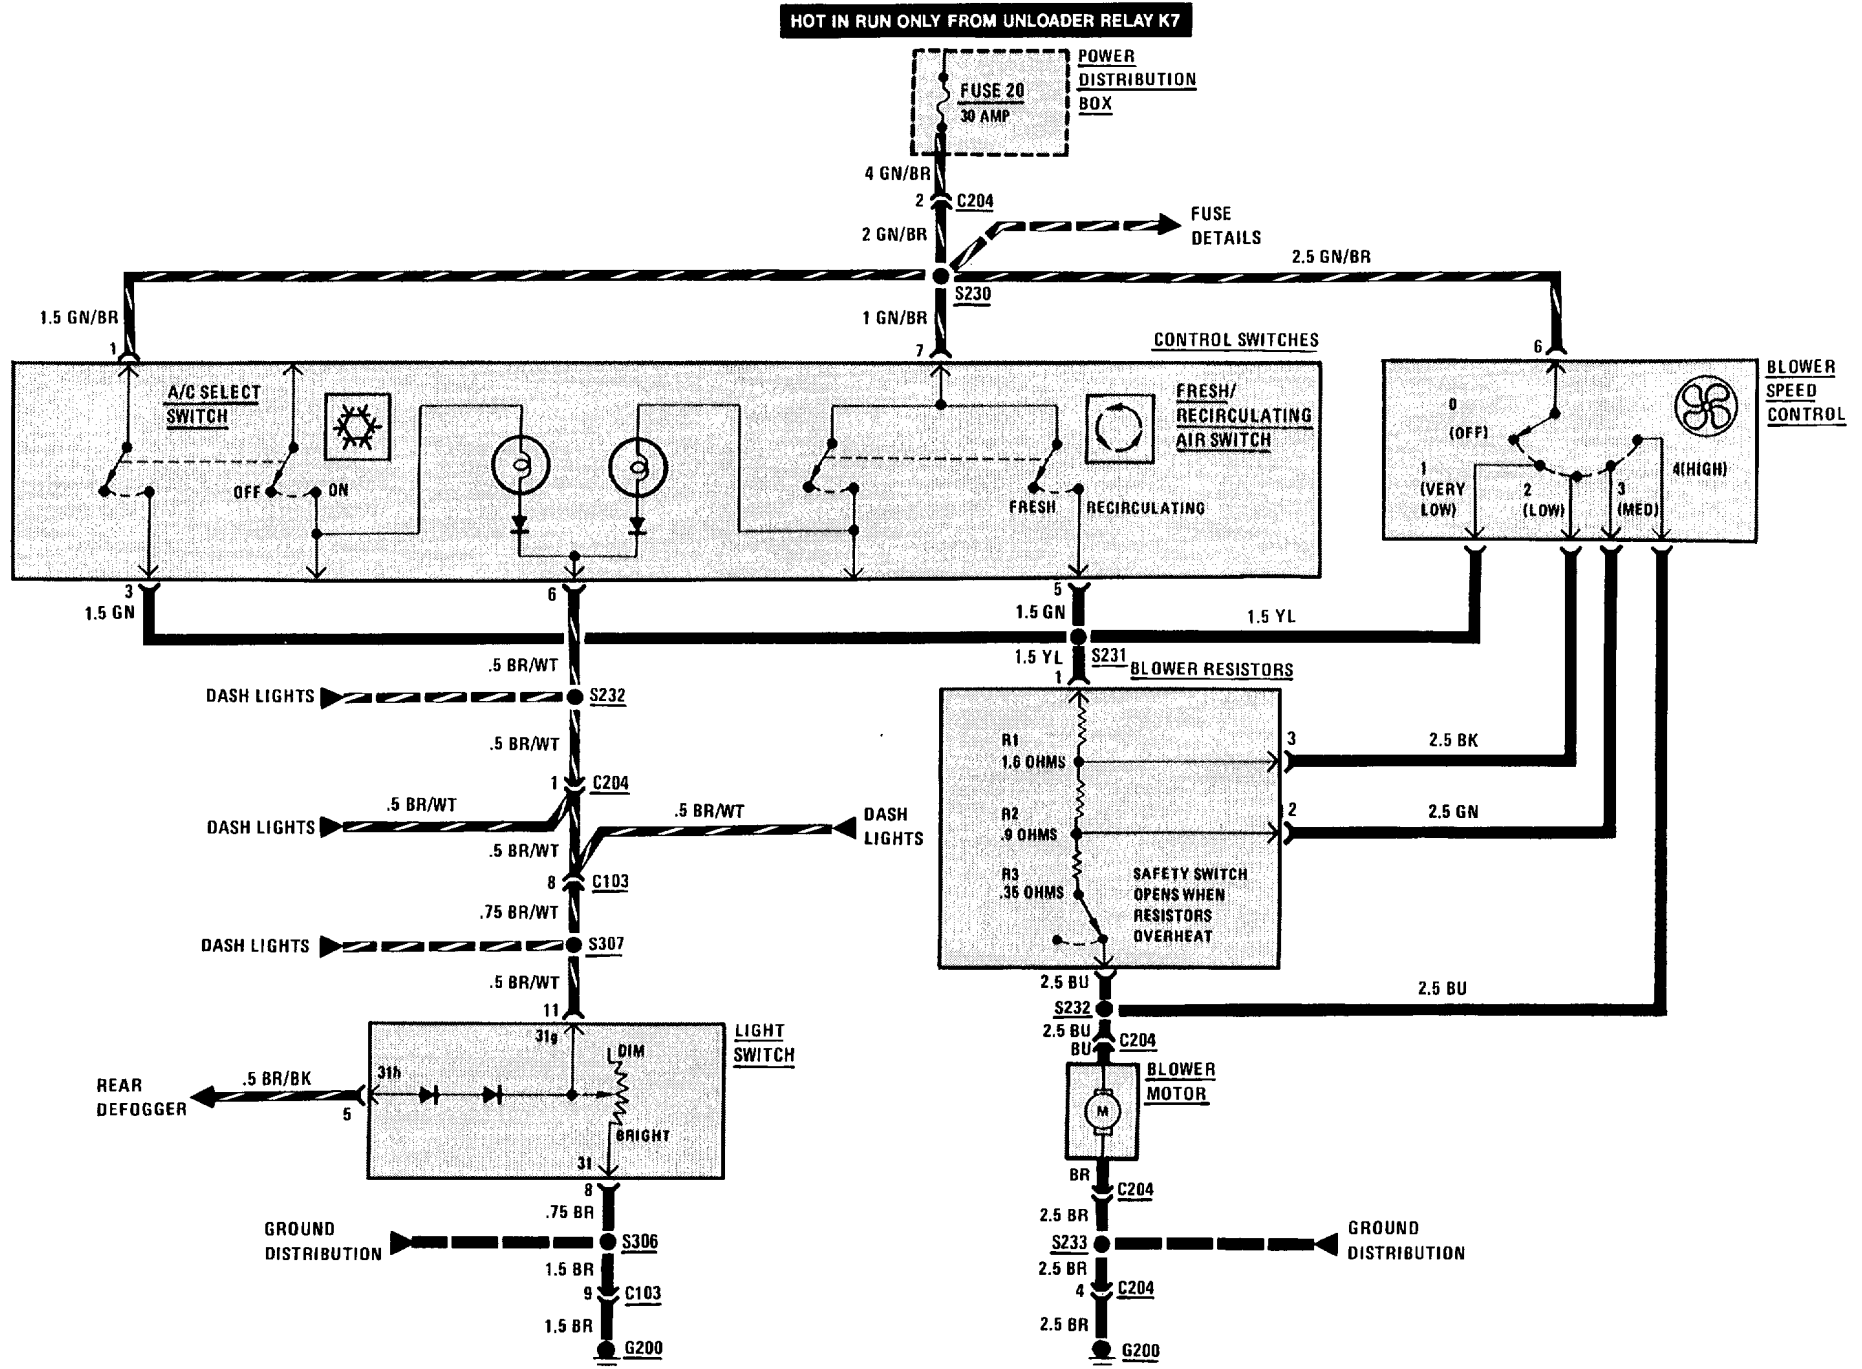 HOT IN RUN ONLY FROM UNLOADER RELAY K7
POWER
DISTRIBUTION
BOX
FUSE 20
30 AMP
4 GN/BR
2
C204
2 GN/BR
FUSE
DETAILS
2.5 GN/BR
S230
1.5 GN/BR
1 GN/BR
1
7
6
CONTROL SWITCHES
BLOWER
SPEED
CONTROL
A/C SELECT
SWITCH
FRESH/
RECIRCULATING
AIR SWITCH
0
(OFF)
1
(VERY
LOW)
2
(LOW)
3
(MED)
4(HIGH)
OFF
ON
FRESH
RECIRCULATING
3
1.5 GN
6
5
1.5 GN
1.5 YL
.5 BR/WT
1.5 YL
S231
1
BLOWER RESISTORS
DASH LIGHTS
S232
.5 BR/WT
R1
1.6 OHMS
3
2.5 BK
1
C204
.5 BR/WT
.5 BR/WT
DASH LIGHTS
DASH
LIGHTS
R2
.9 OHMS
2
2.5 GN
.5 BR/WT
8
C103
R3
.35 OHMS
SAFETY SWITCH
OPENS WHEN
RESISTORS
OVERHEAT
.75 BR/WT
DASH LIGHTS
S307
.5 BR/WT
11
2.5 BU
2.5 BU
S232
2.5 BU
BU
C204
31g
LIGHT
SWITCH
DIM
31h
BRIGHT
31
REAR
DEFOGGER
.5 BR/BK
5
BLOWER
MOTOR
M
8
.75 BR
BR
C204
2.5 BR
GROUND
DISTRIBUTION
S306
S233
GROUND
DISTRIBUTION
1.5 BR
2.5 BR
9
C103
4
C204
1.5 BR
2.5 BR
G200
G200